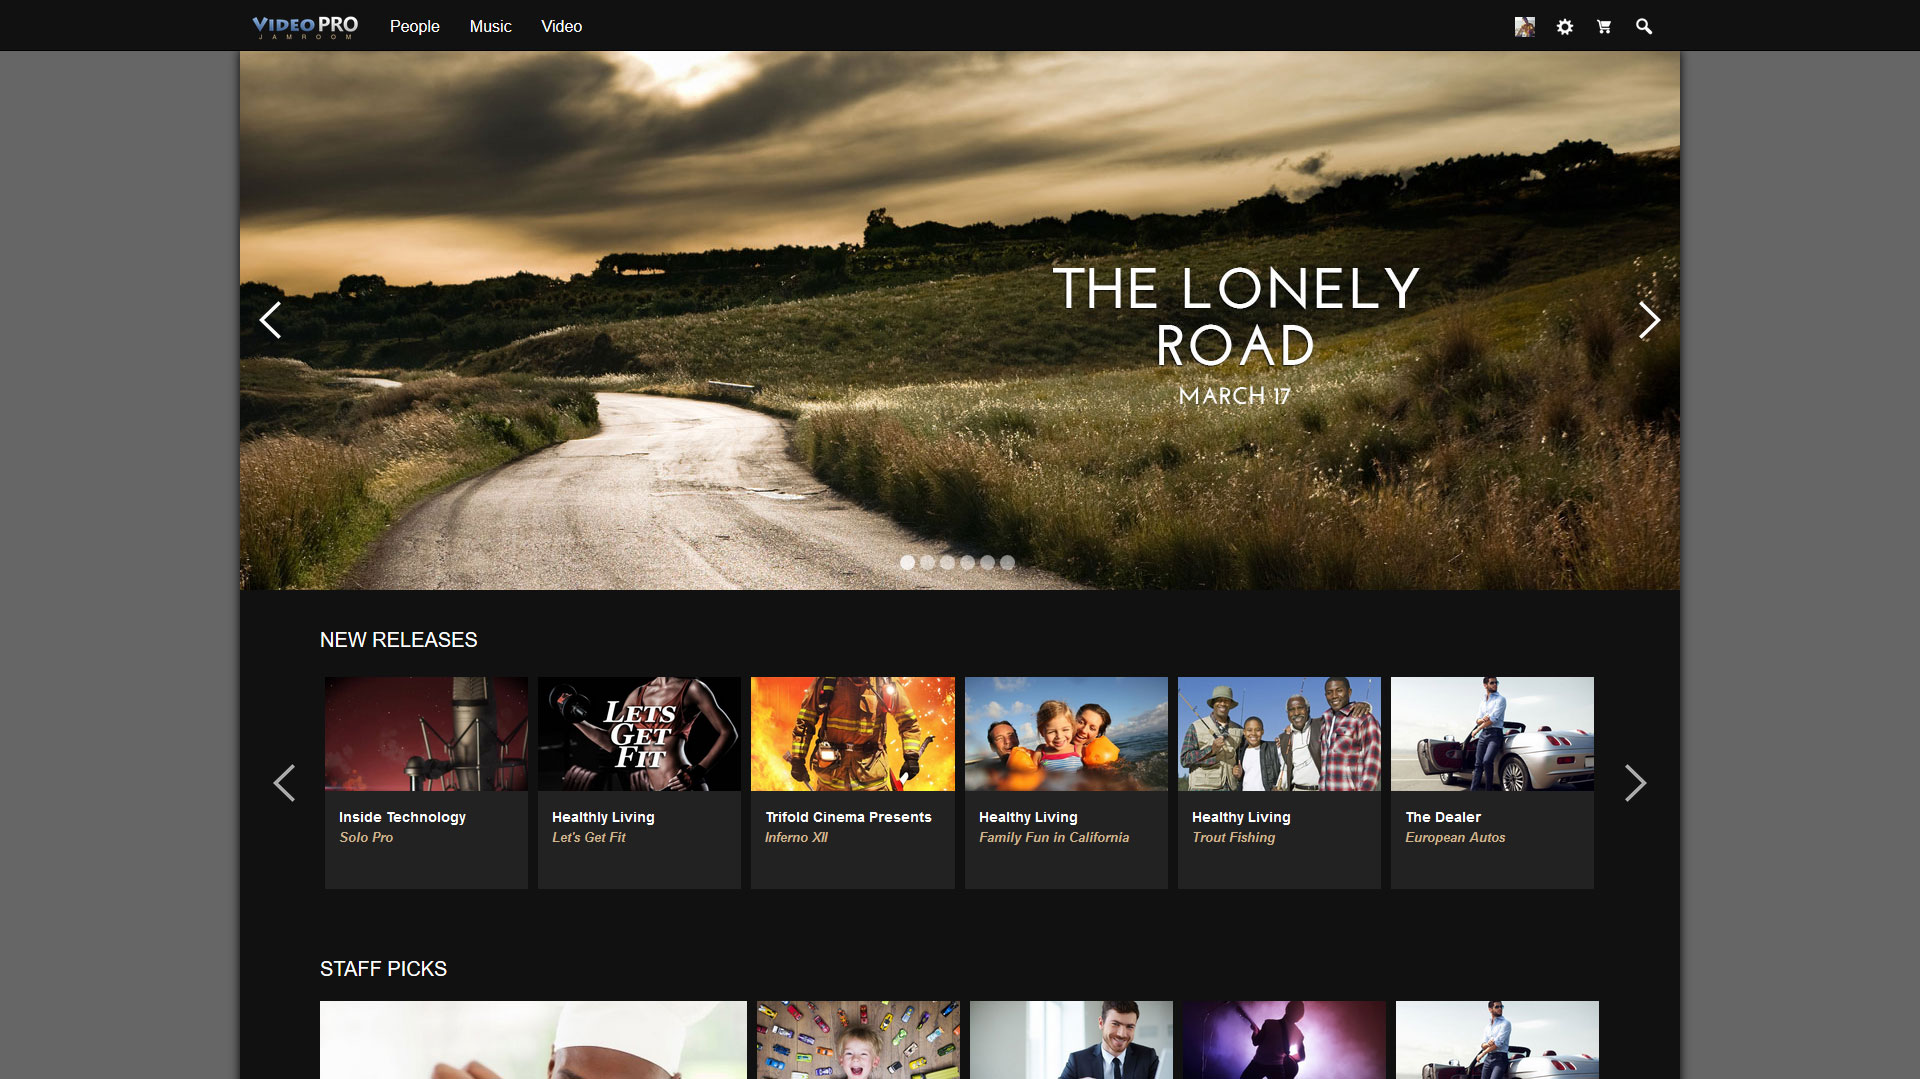 VIDEO PRO
JAMROOM
People
Music
Video
THE LONELY
ROAD
MARCH 17
NEW RELEASES
LETS
GET
FIT
Inside Technology
Solo Pro
Healthly Living
Let's Get Fit
Trifold Cinema Presents
Inferno XII
Healthy Living
Family Fun in California
Healthy Living
Trout Fishing
The Dealer
European Autos
STAFF PICKS